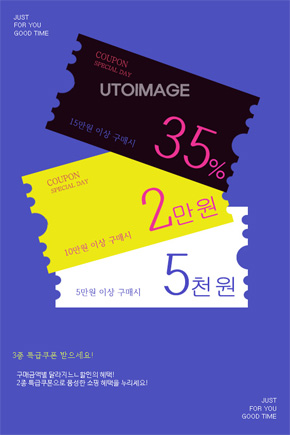 JUST
FOR YOU
GOOD TIME
COUPON
SPECIAL DAY
UTOIMAGE
15만원 이상 구매시
35%
COUPON
SPECIAL DAY
2만원
10만원 이상 구매시
5천원
5만원 이상 구매시
3종 특급쿠폰 받으세요!
구매금액별 달라지느느할인의 혜택!
2종 특급쿠폰으로 풍성한 쇼핑 혜택을 누리세요!
JUST
FOR YOU
GOOD TIME